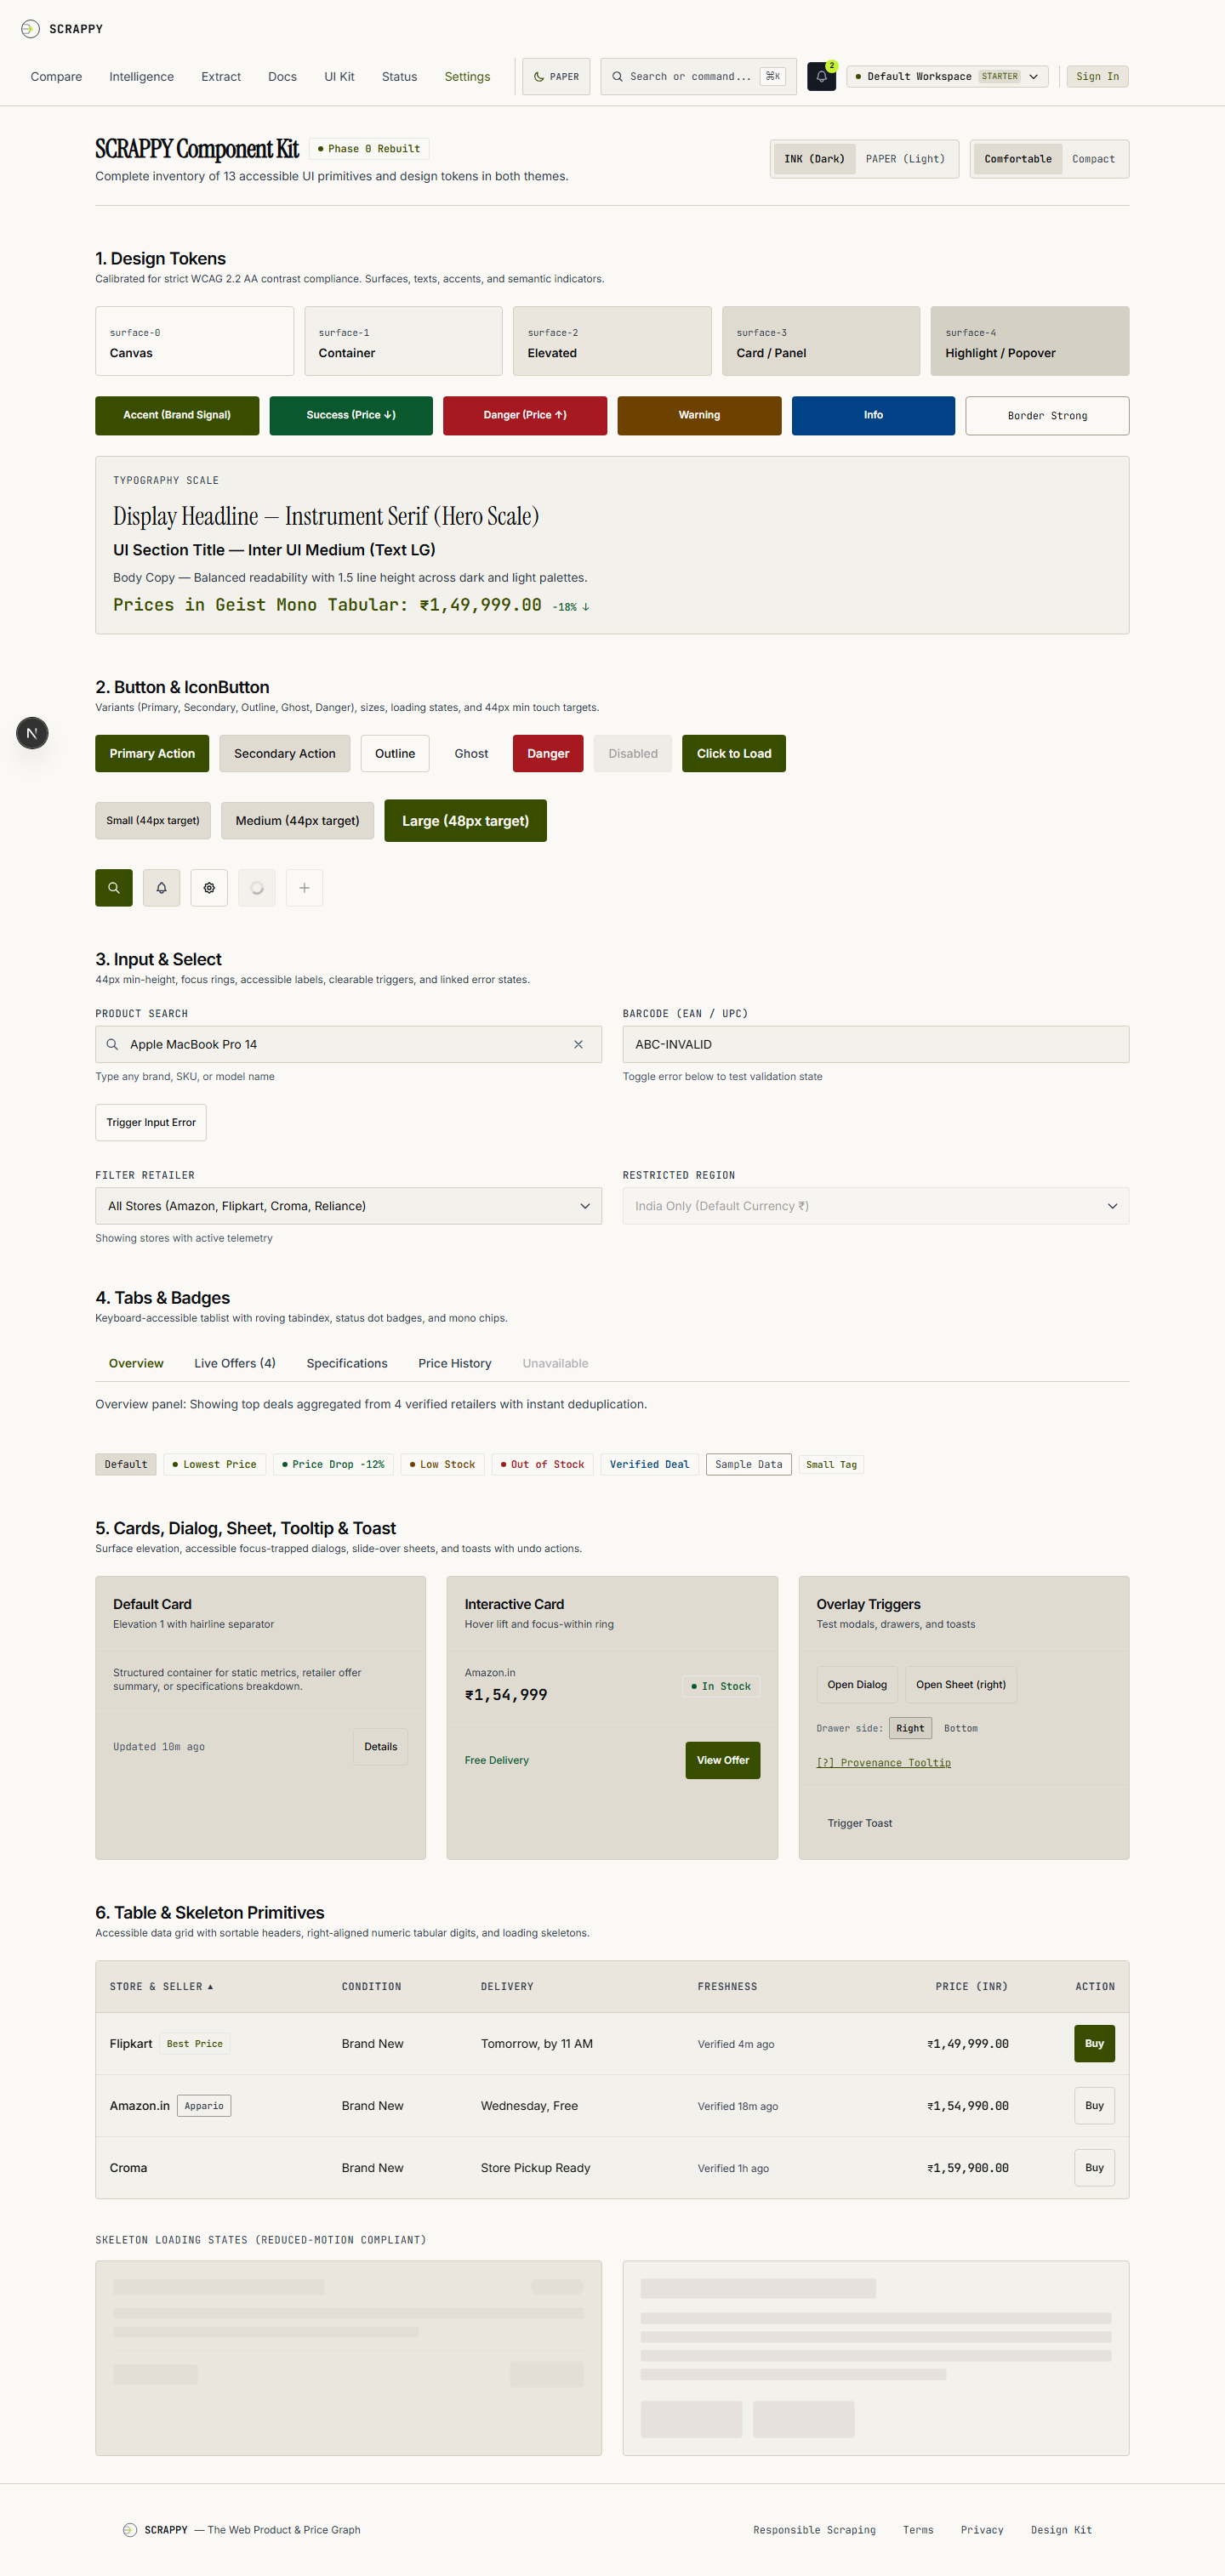 SCRAPPY
Compare Intelligence Extract Docs UI Kit Status Settings PAPER Search or command... ⌘K 2 Default Workspace STARTER Sign In
SCRAPPY Component Kit Phase 0 Rebuilt
INK (Dark) PAPER (Light) Comfortable Compact
Complete inventory of 13 accessible UI primitives and design tokens in both themes.
1. Design Tokens
Calibrated for strict WCAG 2.2 AA contrast compliance. Surfaces, texts, accents, and semantic indicators.
surface-0 surface-1 surface-2 surface-3 surface-4
Canvas Container Elevated Card / Panel Highlight / Popover
Accent (Brand Signal) Success (Price ↓) Danger (Price ↑) Warning Info Border Strong
TYPOGRAPHY SCALE
Display Headline — Instrument Serif (Hero Scale)
UI Section Title — Inter UI Medium (Text LG)
Body Copy — Balanced readability with 1.5 line height across dark and light palettes.
Prices in Geist Mono Tabular: ₹1,49,999.00 -18% ↓
2. Button & IconButton
Variants (Primary, Secondary, Outline, Ghost, Danger), sizes, loading states, and 44px min touch targets.
N
Primary Action Secondary Action Outline Ghost Danger Disabled Click to Load
Small (44px target) Medium (44px target) Large (48px target)
3. Input & Select
44px min-height, focus rings, accessible labels, clearable triggers, and linked error states.
PRODUCT SEARCH BARCODE (EAN / UPC)
Apple MacBook Pro 14 ABC-INVALID
Type any brand, SKU, or model name Toggle error below to test validation state
Trigger Input Error
FILTER RETAILER RESTRICTED REGION
All Stores (Amazon, Flipkart, Croma, Reliance) India Only (Default Currency ₹)
Showing stores with active telemetry
4. Tabs & Badges
Keyboard-accessible tablist with roving tabindex, status dot badges, and mono chips.
Overview Live Offers (4) Specifications Price History Unavailable
Overview panel: Showing top deals aggregated from 4 verified retailers with instant deduplication.
Default Lowest Price Price Drop -12% Low Stock Out of Stock Verified Deal Sample Data Small Tag
5. Cards, Dialog, Sheet, Tooltip & Toast
Surface elevation, accessible focus-trapped dialogs, slide-over sheets, and toasts with undo actions.
Default Card
Elevation 1 with hairline separator
Structured container for static metrics, retailer offer
summary, or specifications breakdown.
Updated 10m ago Details
Interactive Card
Hover lift and focus-within ring
Amazon.in
₹1,54,999 In Stock
Free Delivery View Offer
Overlay Triggers
Test modals, drawers, and toasts
Open Dialog Open Sheet (right)
Drawer side: Right Bottom
[?] Provenance Tooltip
Trigger Toast
6. Table & Skeleton Primitives
Accessible data grid with sortable headers, right-aligned numeric tabular digits, and loading skeletons.
STORE & SELLER ▲ CONDITION DELIVERY FRESHNESS PRICE (INR) ACTION
Flipkart Best Price Brand New Tomorrow, by 11 AM Verified 4m ago ₹1,49,999.00 Buy
Amazon.in Appario Brand New Wednesday, Free Verified 18m ago ₹1,54,990.00 Buy
Croma Brand New Store Pickup Ready Verified 1h ago ₹1,59,900.00 Buy
SKELETON LOADING STATES (REDUCED-MOTION COMPLIANT)
SCRAPPY — The Web Product & Price Graph Responsible Scraping Terms Privacy Design Kit